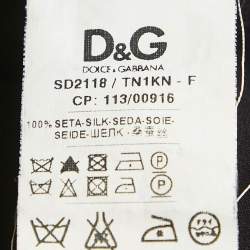 D&G
DOLCE & GABBANA
SD2118 / TN1KN - F
CP: 113/00916
100% SETA-SILK-SEDA-SOIE-
SEIDE-ШЕЛК-
P
P